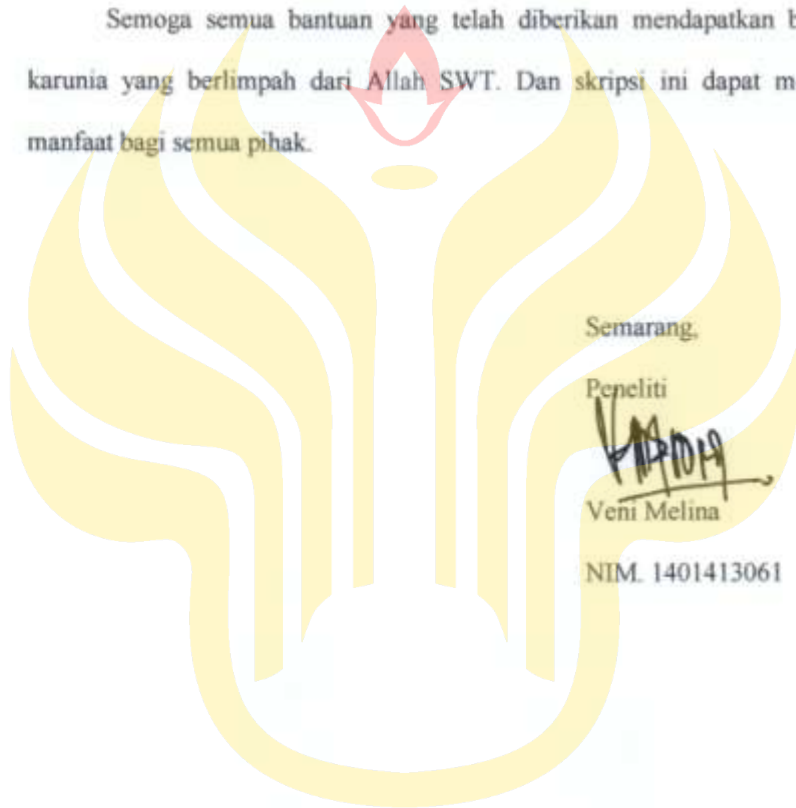 Semoga semua bantuan yang telah diberikan mendapatkan
karunia yang berlimpah dari Allah SWT. Dan skripsi ini dapat
manfaat bagi semua pihak.
Semarang,
Peneliti
Veni Melina
NIM. 1401413061